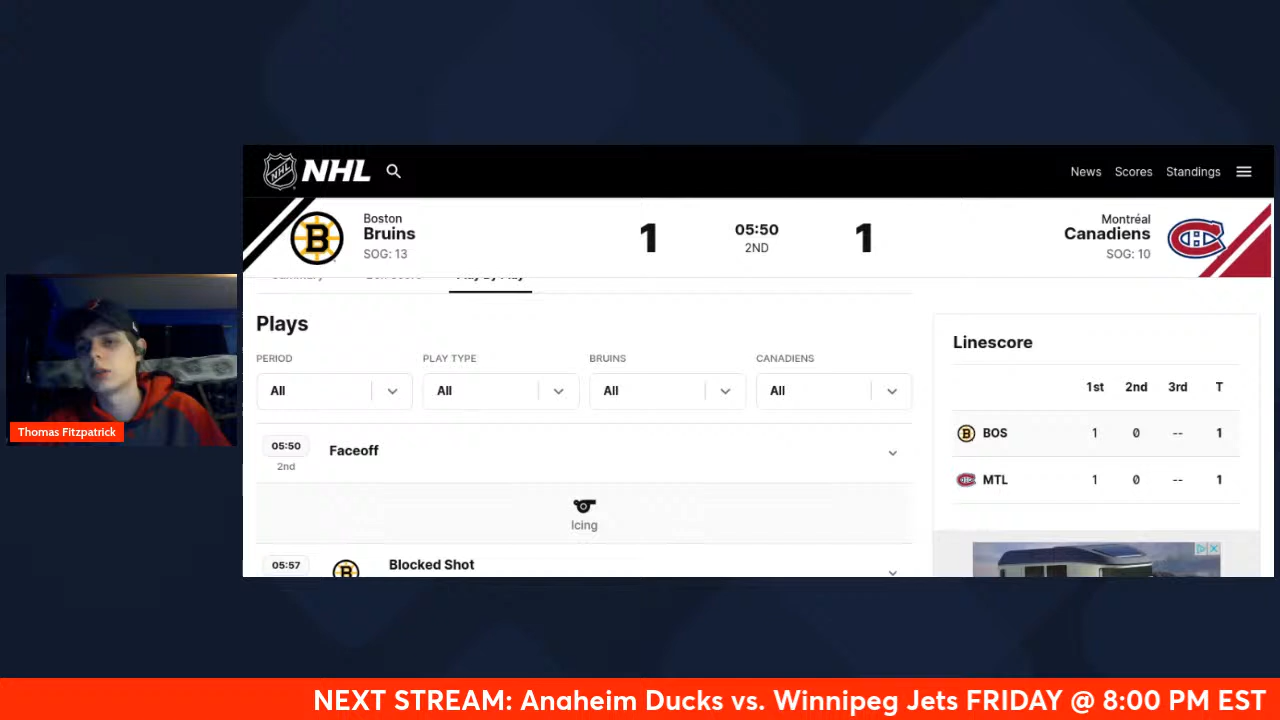 NHL
News Scores Standings
Boston
Bruins
SOG: 13
1
05:50
2ND
1
Montréal
Canadiens
SOG: 10
Plays
PERIOD PLAY TYPE BRUINS CANADIENS
All All All All
05:50
2nd
Faceoff
Icing
05:57
Blocked Shot
Linescore
1st 2nd 3rd T
BOS 1 0 -- 1
MTL 1 0 -- 1
Thomas Fitzpatrick
NEXT STREAM: Anaheim Ducks vs. Winnipeg Jets FRIDAY @ 8:00 PM EST